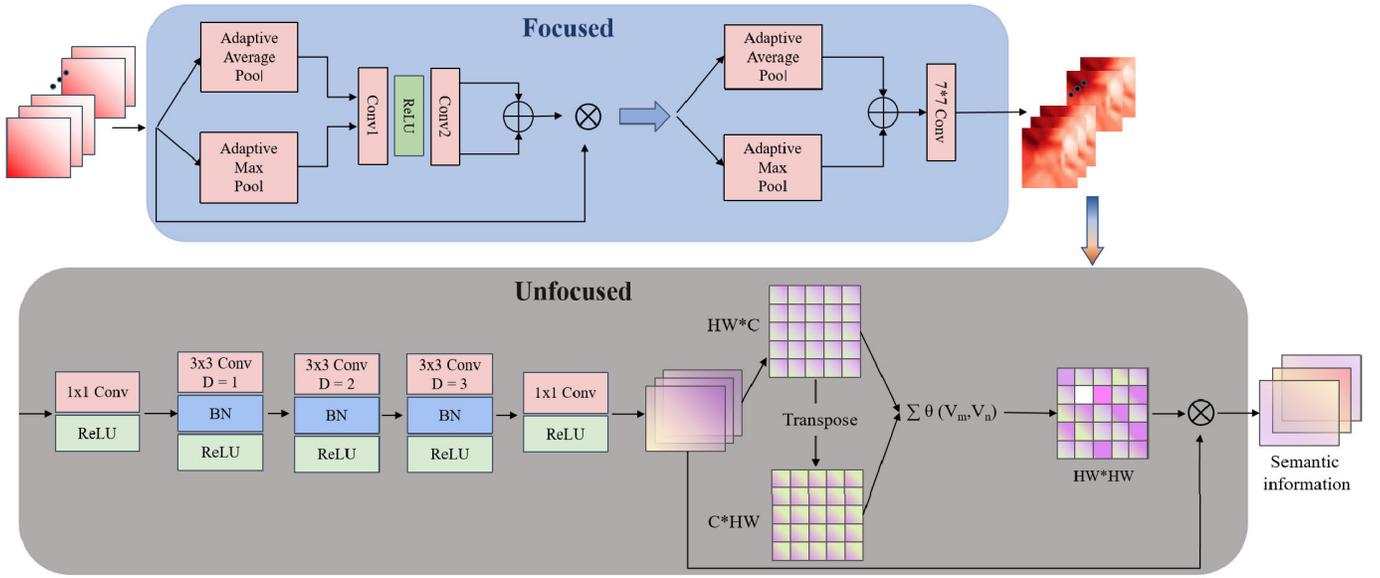 Focused
Adaptive
Average
Pool
Adaptive
Max
Pool
Conv1
ReLU
Conv2
Adaptive
Average
Pool
Adaptive
Max
Pool
7*7 Conv
Unfocused
1x1 Conv
ReLU
3x3 Conv
D = 1
BN
ReLU
3x3 Conv
D = 2
BN
ReLU
3x3 Conv
D = 3
BN
ReLU
1x1 Conv
ReLU
HW*C
Transpose
C*HW
∑ θ (Vm,Vn)
HW*HW
Semantic
information